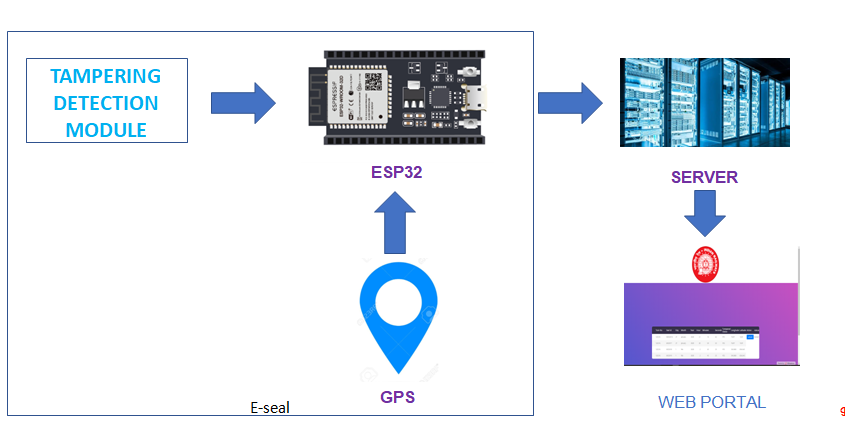 TAMPERING
DETECTION
MODULE
ESP32
SERVER
GPS
E-seal
WEB PORTAL